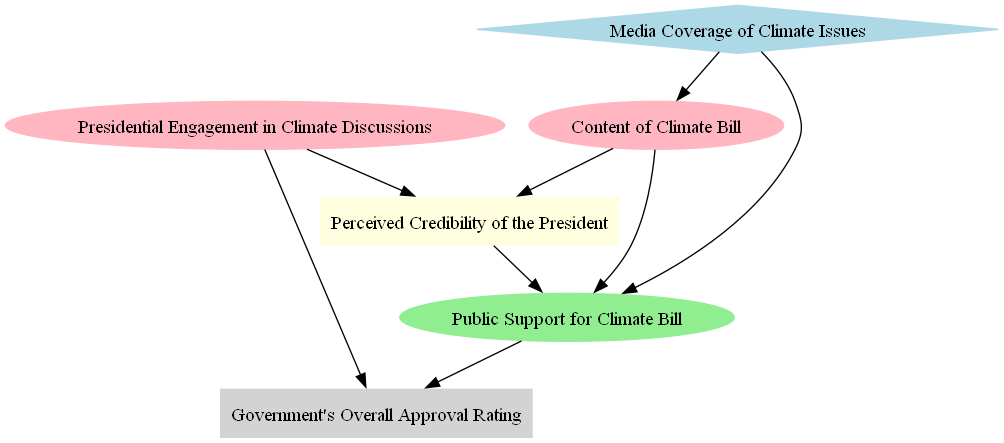 Media Coverage of Climate Issues
Presidential Engagement in Climate Discussions
Content of Climate Bill
Perceived Credibility of the President
Public Support for Climate Bill
Government's Overall Approval Rating